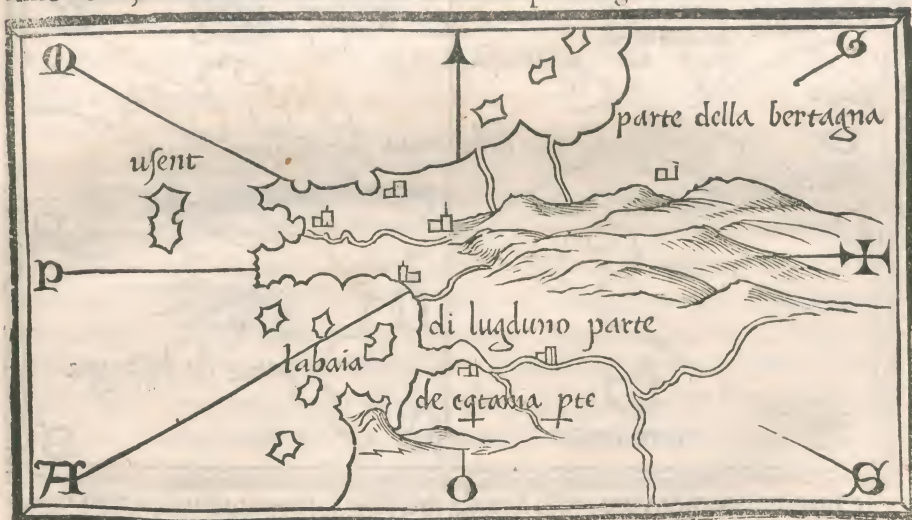 M G
parte della bertagna
usent
P
di lugduno parte
labaia
de eqtania pte
A O S